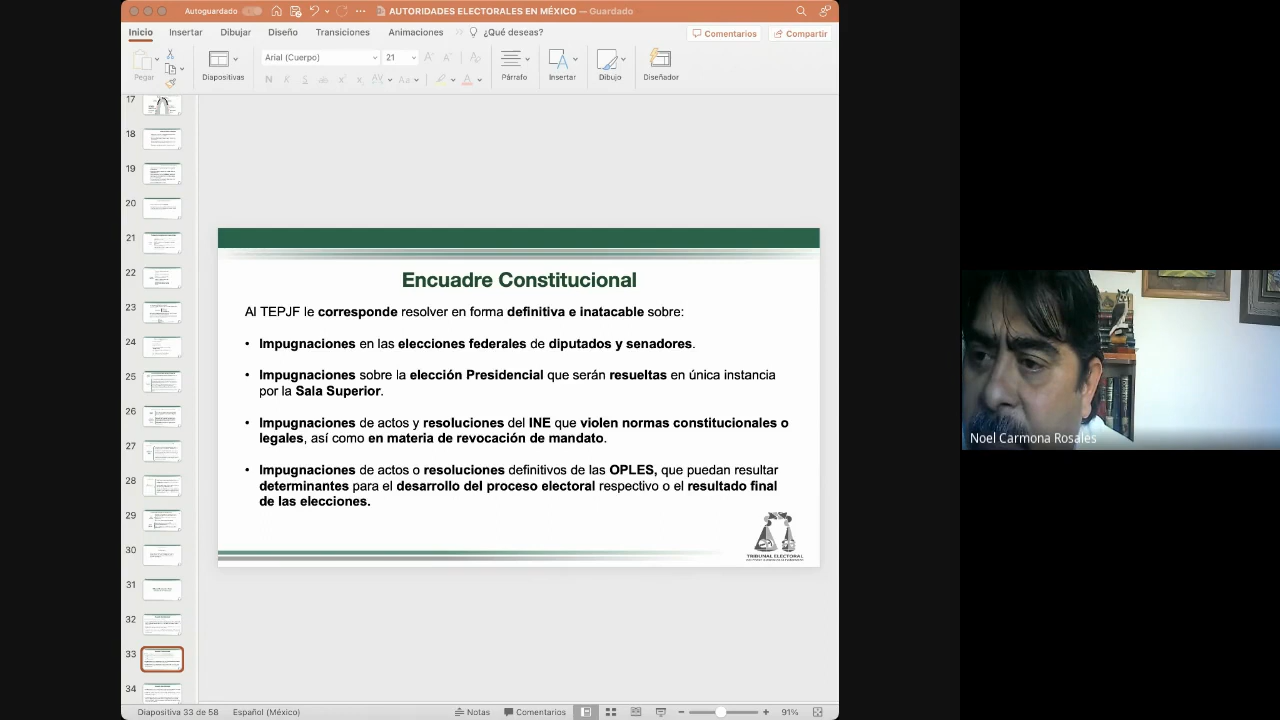 Autoguardado
AUTORIDADES ELECTORALES EN MÉXICO — Guardado
Inicio Insertar Dibujar Diseño Transiciones Animaciones >> ¿Qué deseas? Comentarios Compartir
Pegar Diapositivas Arial (Cuerpo) 21 Párrafo Insertar Dibujo Diseñador
N K S ab AV Aa A
17
18
19
20
21
22
23
24
25
26
27
28
29
30
31
32
33
34
Encuadre Constitucional
Al TEPJF le corresponde resolver en forma definitiva e inatacable sobre:
• Impugnaciones en las elecciones federales de diputados y senadores.
• Impugnaciones sobre la elección Presidencial que serán resueltas en única instancia
por la Sala Superior.
• Impugnaciones de actos y resoluciones del INE que violen normas constitucionales o
legales, así como en materia de revocación de mandato.
• Impugnaciones de actos o resoluciones definitivos de las OPLES, que puedan resultar
determinantes para el desarrollo del proceso electoral respectivo o el resultado final
de las elecciones.
TRIBUNAL ELECTORAL
Noel Carmona Rosales
Diapositiva 33 de 58 Español (México) Notas Comentarios 91%